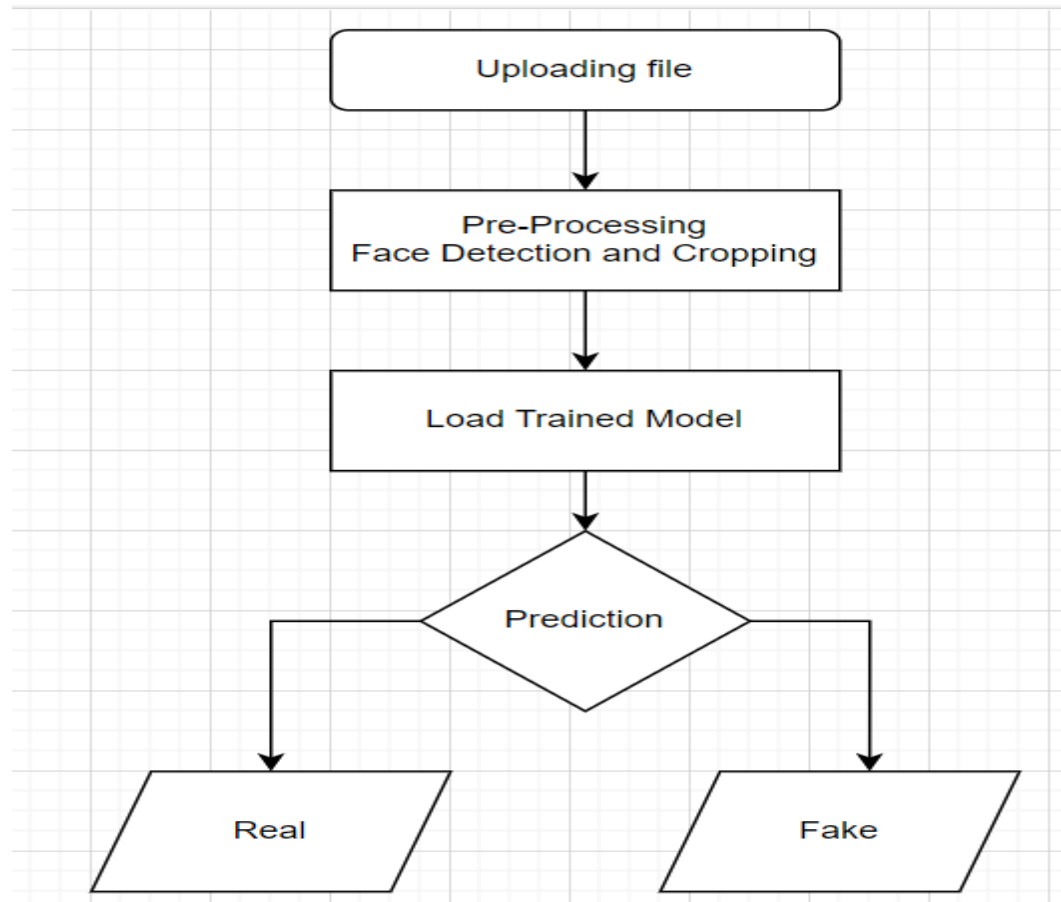 Uploading file
Pre-Processing
Face Detection and Cropping
Load Trained Model
Prediction
Real
Fake